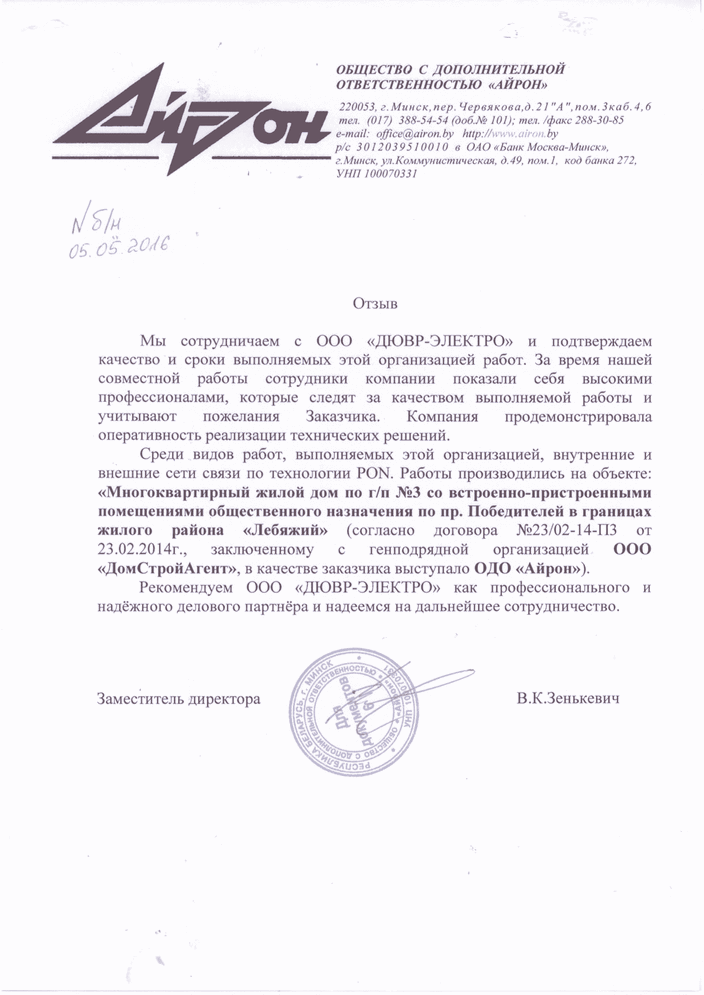 Айрон
ОБЩЕСТВО С ДОПОЛНИТЕЛЬНОЙ
ОТВЕТСТВЕННОСТЬЮ «АЙРОН»
220053, г.Минск, пер. Червякова, д.21"А", пом.3каб.4,6
тел. (017) 388-54-54 (доб.№ 101); тел. /факс 288-30-85
e-mail: office@airon.by http://www.airon.by
р/с 3012039510010 в ОАО «Банк Москва-Минск»,
г.Минск, ул.Коммунистическая, д.49, пом.1, код банка 272,
УНП 100070331
№ б/н
05.05.2016
Отзыв
Мы сотрудничаем с ООО «ДЮВР-ЭЛЕКТРО» и подтверждаем
качество и сроки выполняемых этой организацией работ. За время нашей
совместной работы сотрудники компании показали себя высокими
профессионалами, которые следят за качеством выполняемой работы и
учитывают пожелания Заказчика. Компания продемонстрировала
оперативность реализации технических решений.
Среди видов работ, выполняемых этой организацией, внутренние и
внешние сети связи по технологии PON. Работы производились на объекте:
«Многоквартирный жилой дом по г/п №3 со встроенно-пристроенными
помещениями общественного назначения по пр. Победителей в границах
жилого района «Лебяжий» (согласно договора №23/02-14-ПЗ от
23.02.2014г., заключенному с генподрядной организацией ООО
«ДомСтройАгент», в качестве заказчика выступало ОДО «Айрон»).
Рекомендуем ООО «ДЮВР-ЭЛЕКТРО» как профессионального и
надёжного делового партнёра и надеемся на дальнейшее сотрудничество.
Заместитель директора
РЕСПУБЛИКА БЕЛАРУСЬ, г. МИНСК
ОБЩЕСТВО С ДОПОЛНИТЕЛЬНОЙ ОТВЕТСТВЕННОСТЬЮ
Для
документов
В.К.Зенькевич